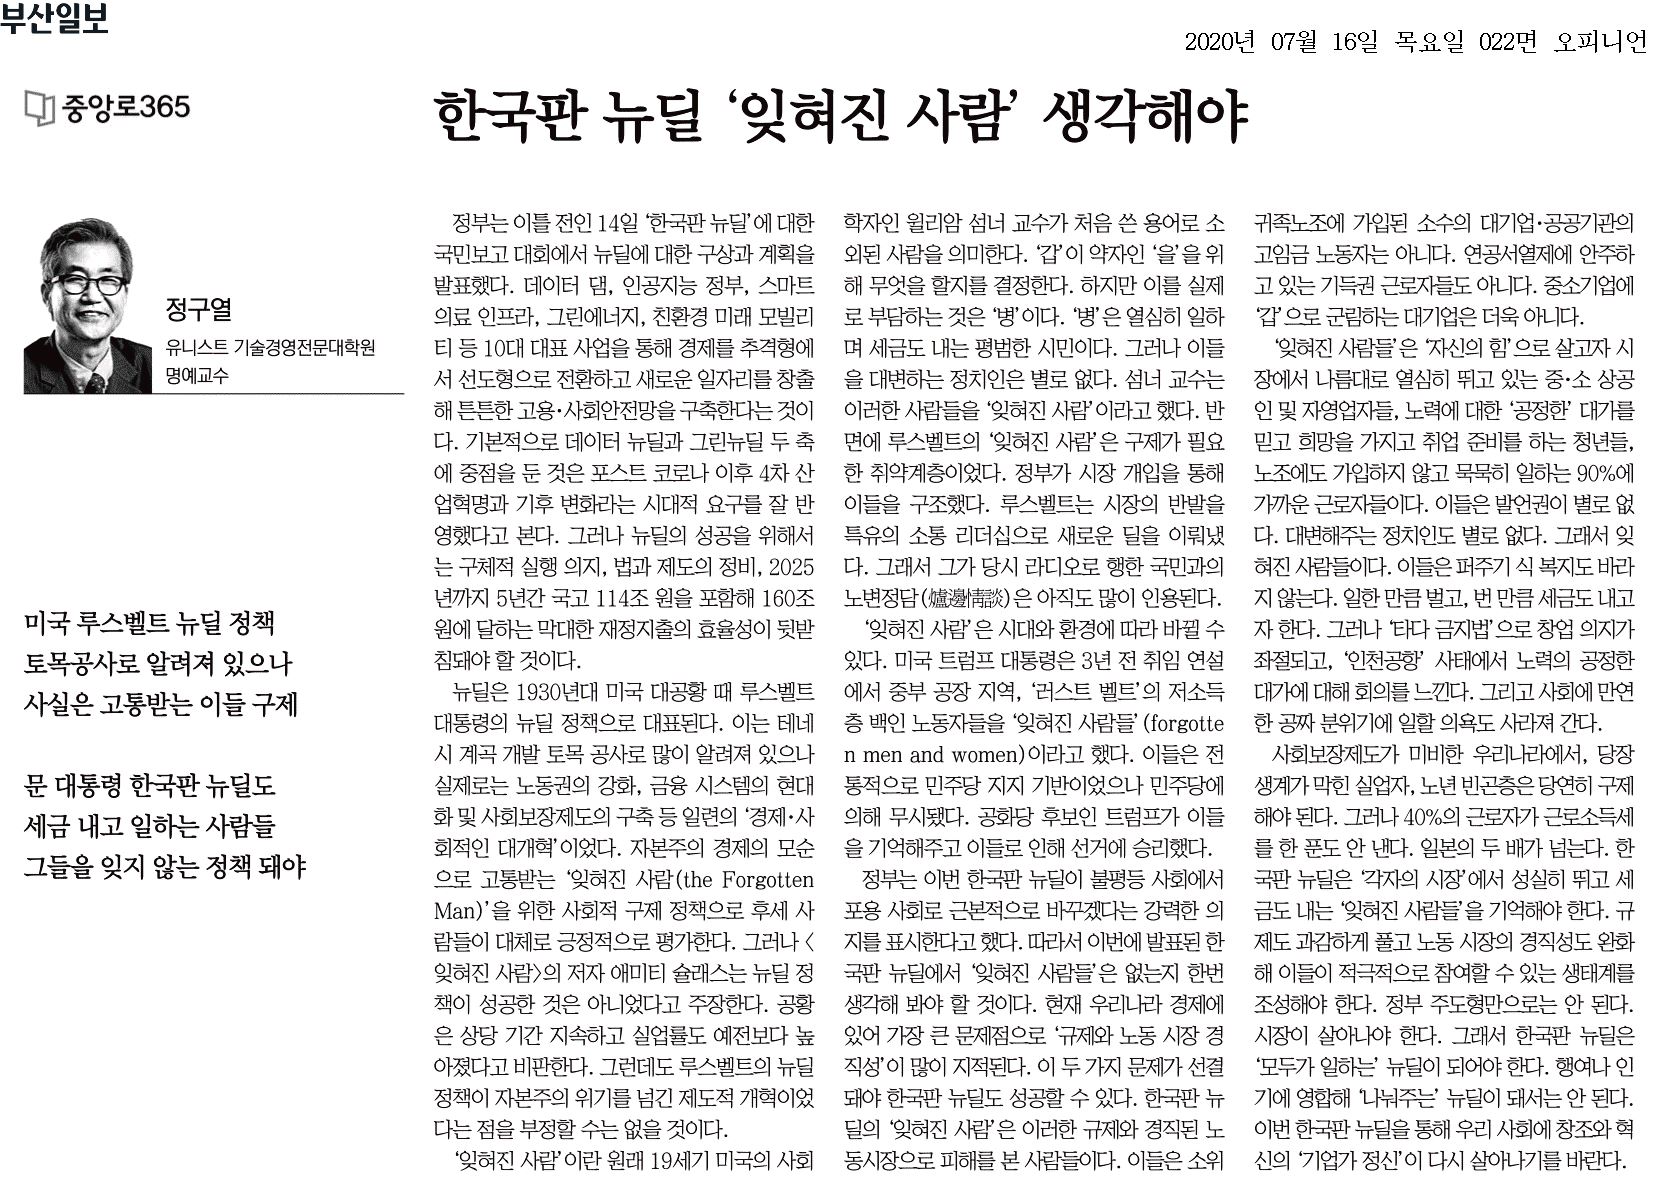 부산일보
2020년 07월 16일 목요일 022면 오피니언
중앙로365
한국판 뉴딜 ‘잊혀진 사람’ 생각해야
정구열
유니스트 기술경영전문대학원
명예교수
미국 루스벨트 뉴딜 정책
토목공사로 알려져 있으나
사실은 고통받는 이들 구제
문 대통령 한국판 뉴딜도
세금 내고 일하는 사람들
그들을 잊지 않는 정책 돼야
정부는 이틀 전인 14일 ‘한국판 뉴딜’에 대한
국민보고 대회에서 뉴딜에 대한 구상과 계획을
발표했다. 데이터 댐, 인공지능 정부, 스마트
의료 인프라, 그린에너지, 친환경 미래 모빌리
티 등 10대 대표 사업을 통해 경제를 추격형에
서 선도형으로 전환하고 새로운 일자리를 창출
해 튼튼한 고용·사회안전망을 구축한다는 것이
다. 기본적으로 데이터 뉴딜과 그린뉴딜 두 축
에 중점을 둔 것은 포스트 코로나 이후 4차 산
업혁명과 기후 변화라는 시대적 요구를 잘 반
영했다고 본다. 그러나 뉴딜의 성공을 위해서
는 구체적 실행 의지, 법과 제도의 정비, 2025
년까지 5년간 국고 114조 원을 포함해 160조
원에 달하는 막대한 재정지출의 효율성이 뒷받
침돼야 할 것이다.
뉴딜은 1930년대 미국 대공황 때 루스벨트
대통령의 뉴딜 정책으로 대표된다. 이는 테네
시 계곡 개발 토목 공사로 많이 알려져 있으나
실제로는 노동권의 강화, 금융 시스템의 현대
화 및 사회보장제도의 구축 등 일련의 ‘경제·사
회적인 대개혁’이었다. 자본주의 경제의 모순
으로 고통받는 ‘잊혀진 사람(the Forgotten
Man)’을 위한 사회적 구제 정책으로 후세 사
람들이 대체로 긍정적으로 평가한다. 그러나 〈
잊혀진 사람〉의 저자 애미티 슐래스는 뉴딜 정
책이 성공한 것은 아니었다고 주장한다. 공황
은 상당 기간 지속하고 실업률도 예전보다 높
아졌다고 비판한다. 그런데도 루스벨트의 뉴딜
정책이 자본주의 위기를 넘긴 제도적 개혁이었
다는 점을 부정할 수는 없을 것이다.
‘잊혀진 사람’이란 원래 19세기 미국의 사회
학자인 윌리암 섬너 교수가 처음 쓴 용어로 소
외된 사람을 의미한다. ‘갑’이 약자인 ‘을’을 위
해 무엇을 할지를 결정한다. 하지만 이를 실제
로 부담하는 것은 ‘병’이다. ‘병’은 열심히 일하
며 세금도 내는 평범한 시민이다. 그러나 이들
을 대변하는 정치인은 별로 없다. 섬너 교수는
이러한 사람들을 ‘잊혀진 사람’이라고 했다. 반
면에 루스벨트의 ‘잊혀진 사람’은 구제가 필요
한 취약계층이었다. 정부가 시장 개입을 통해
이들을 구조했다. 루스벨트는 시장의 반발을
특유의 소통 리더십으로 새로운 딜을 이뤄냈
다. 그래서 그가 당시 라디오로 행한 국민과의
노변정담(爐邊情談)은 아직도 많이 인용된다.
‘잊혀진 사람’은 시대와 환경에 따라 바뀔 수
있다. 미국 트럼프 대통령은 3년 전 취임 연설
에서 중부 공장 지역, ‘러스트 벨트’의 저소득
층 백인 노동자들을 ‘잊혀진 사람들’(forgotte
n men and women)이라고 했다. 이들은 전
통적으로 민주당 지지 기반이었으나 민주당에
의해 무시됐다. 공화당 후보인 트럼프가 이들
을 기억해주고 이들로 인해 선거에 승리했다.
정부는 이번 한국판 뉴딜이 불평등 사회에서
포용 사회로 근본적으로 바꾸겠다는 강력한 의
지를 표시한다고 했다. 따라서 이번에 발표된 한
국판 뉴딜에서 ‘잊혀진 사람들’은 없는지 한번
생각해 봐야 할 것이다. 현재 우리나라 경제에
있어 가장 큰 문제점으로 ‘규제와 노동 시장 경
직성’이 많이 지적된다. 이 두 가지 문제가 선결
돼야 한국판 뉴딜도 성공할 수 있다. 한국판 뉴
딜의 ‘잊혀진 사람’은 이러한 규제와 경직된 노
동시장으로 피해를 본 사람들이다. 이들은 소위
귀족노조에 가입된 소수의 대기업·공공기관의
고임금 노동자는 아니다. 연공서열제에 안주하
고 있는 기득권 근로자들도 아니다. 중소기업에
‘갑’으로 군림하는 대기업은 더욱 아니다.
‘잊혀진 사람들’은 ‘자신의 힘’으로 살고자 시
장에서 나름대로 열심히 뛰고 있는 중·소 상공
인 및 자영업자들, 노력에 대한 ‘공정한’ 대가를
믿고 희망을 가지고 취업 준비를 하는 청년들,
노조에도 가입하지 않고 묵묵히 일하는 90%에
가까운 근로자들이다. 이들은 발언권이 별로 없
다. 대변해주는 정치인도 별로 없다. 그래서 잊
혀진 사람들이다. 이들은 퍼주기 식 복지도 바라
지 않는다. 일한 만큼 벌고, 번 만큼 세금도 내고
자 한다. 그러나 ‘타다 금지법’으로 창업 의지가
좌절되고, ‘인천공항’ 사태에서 노력의 공정한
대가에 대해 회의를 느낀다. 그리고 사회에 만연
한 공짜 분위기에 일할 의욕도 사라져 간다.
사회보장제도가 미비한 우리나라에서, 당장
생계가 막힌 실업자, 노년 빈곤층은 당연히 구제
해야 된다. 그러나 40%의 근로자가 근로소득세
를 한 푼도 안 낸다. 일본의 두 배가 넘는다. 한
국판 뉴딜은 ‘각자의 시장’에서 성실히 뛰고 세
금도 내는 ‘잊혀진 사람들’을 기억해야 한다. 규
제도 과감하게 풀고 노동 시장의 경직성도 완화
해 이들이 적극적으로 참여할 수 있는 생태계를
조성해야 한다. 정부 주도형만으로는 안 된다.
시장이 살아나야 한다. 그래서 한국판 뉴딜은
‘모두가 일하는’ 뉴딜이 되어야 한다. 행여나 인
기에 영합해 ‘나눠주는’ 뉴딜이 돼서는 안 된다.
이번 한국판 뉴딜을 통해 우리 사회에 창조와 혁
신의 ‘기업가 정신’이 다시 살아나기를 바란다.